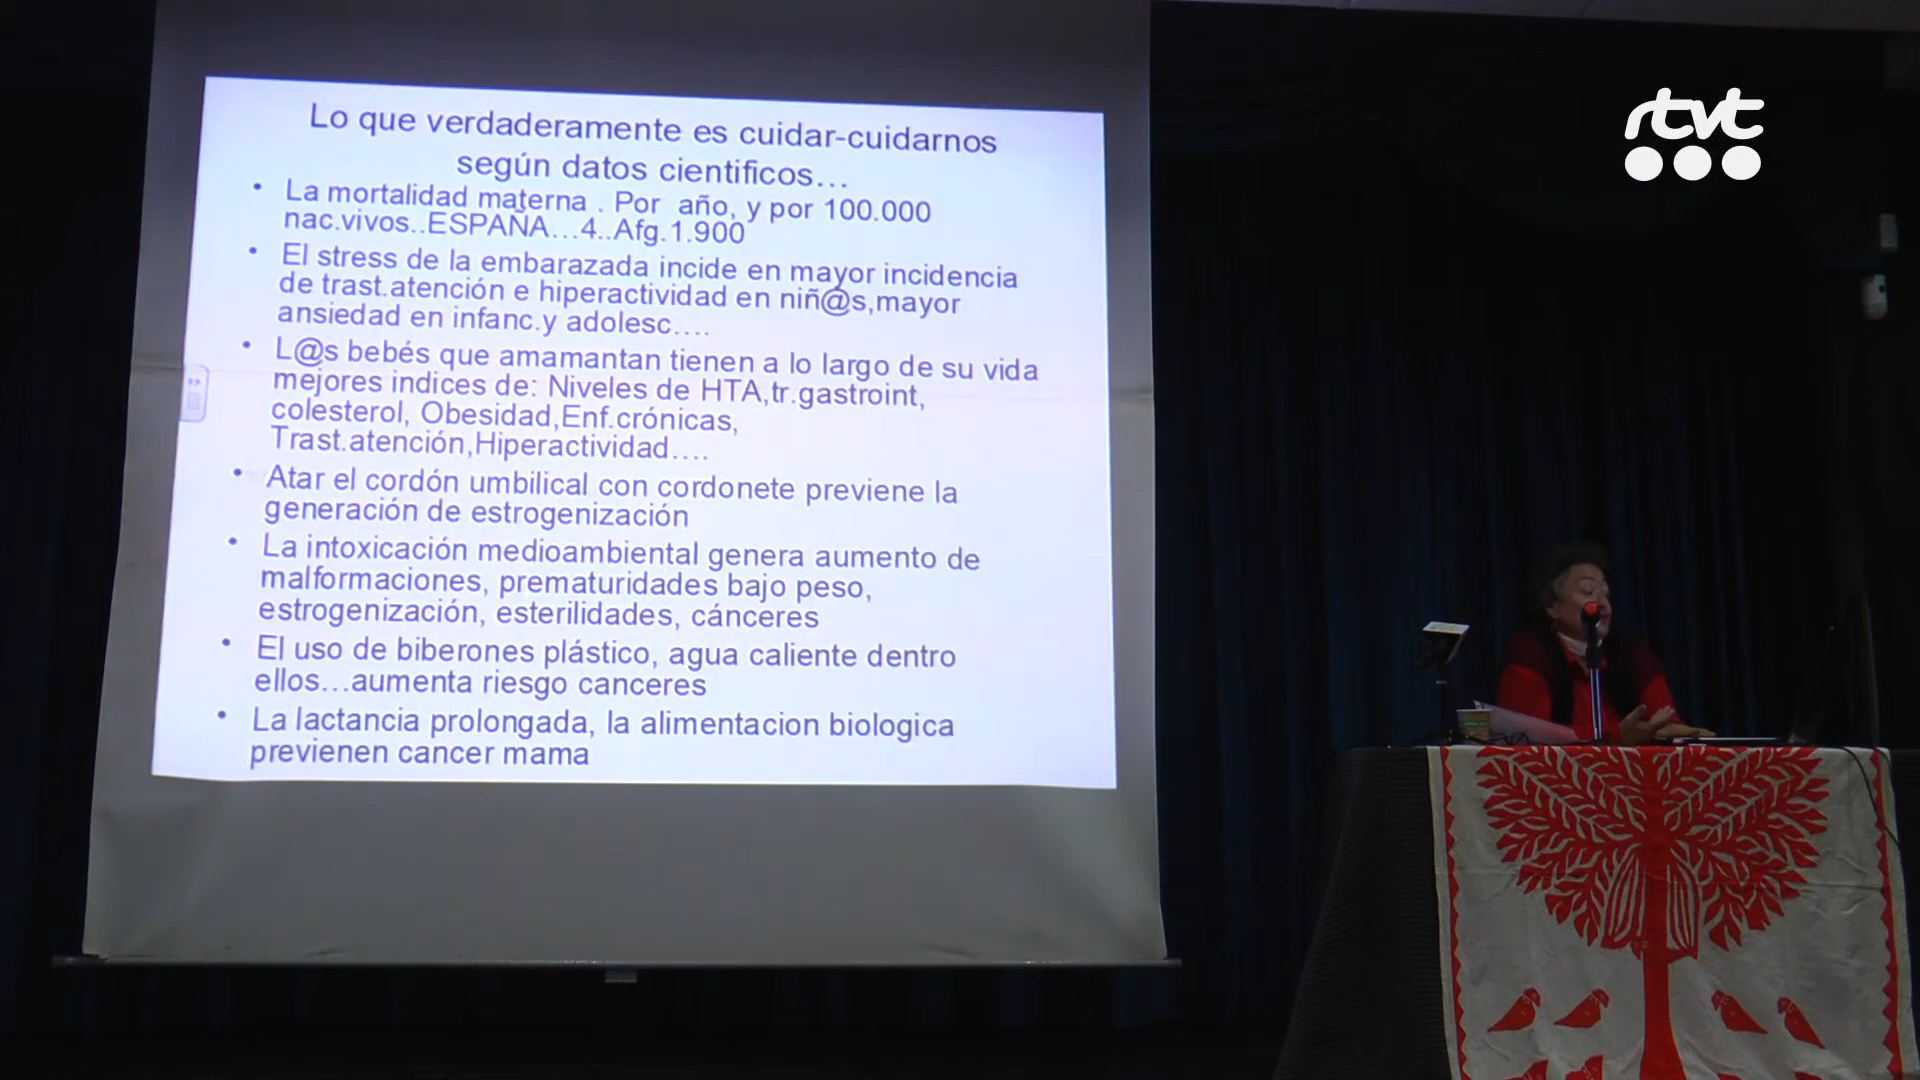 Lo que verdaderamente es cuidar-cuidarnos
según datos cientificos...
• La mortalidad materna . Por año, y por 100.000
nac.vivos..ESPAÑA...4..Afg.1.900
• El stress de la embarazada incide en mayor incidencia
de trast.atención e hiperactividad en niñ@s,mayor
ansiedad en infanc.y adolesc....
• L@s bebés que amamantan tienen a lo largo de su vida
mejores indices de: Niveles de HTA,tr.gastroint,
colesterol, Obesidad,Enf.crónicas,
Trast.atención,Hiperactividad....
• Atar el cordón umbilical con cordonete previene la
generación de estrogenización
• La intoxicación medioambiental genera aumento de
malformaciones, prematuridades bajo peso,
estrogenización, esterilidades, cánceres
• El uso de biberones plástico, agua caliente dentro
ellos...aumenta riesgo canceres
• La lactancia prolongada, la alimentacion biologica
previenen cancer mama
rtvt